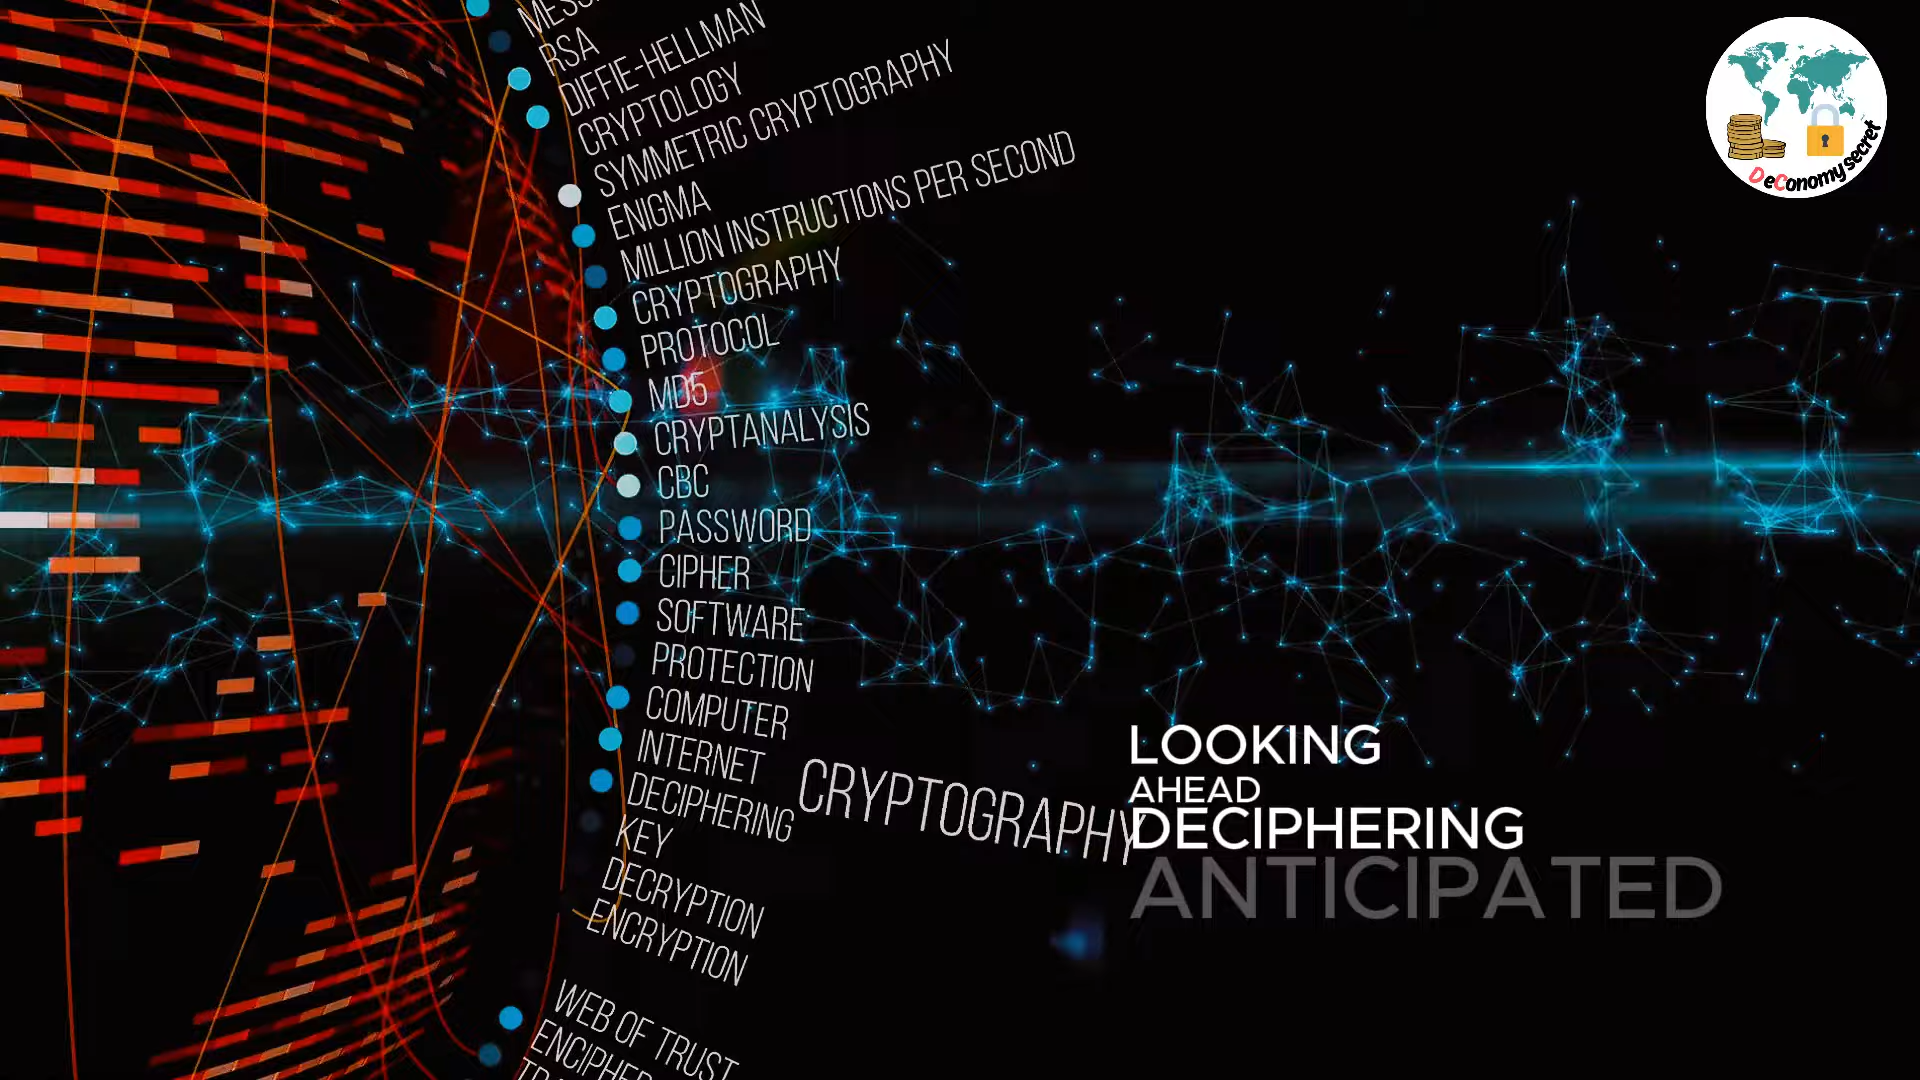 RSA
DIFFIE-HELLMAN
CRYPTOLOGY
SYMMETRIC CRYPTOGRAPHY
ENIGMA
MILLION INSTRUCTIONS PER SECOND
CRYPTOGRAPHY
PROTOCOL
MD5
CRYPTANALYSIS
CBC
PASSWORD
CIPHER
SOFTWARE
PROTECTION
COMPUTER
INTERNET
DECIPHERING
KEY
DECRYPTION
ENCRYPTION
WEB OF TRUST
CRYPTOGRAPHY
LOOKING
AHEAD
DECIPHERING
ANTICIPATED
DeConomy secret